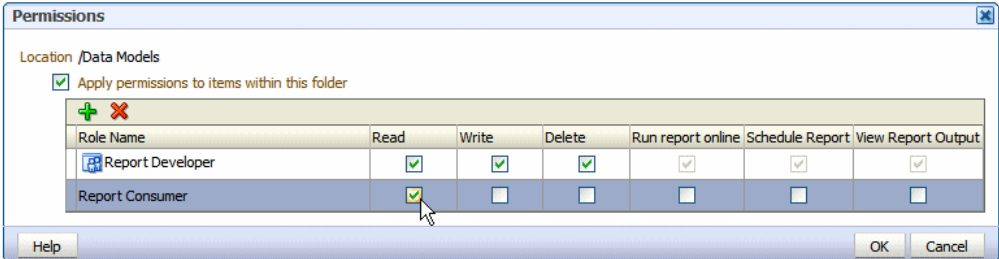 Permissions
Location /Data Models
Apply permissions to items within this folder
Role Name Read Write Delete Run report online Schedule Report View Report Output
Report Developer
Report Consumer
Help OK Cancel